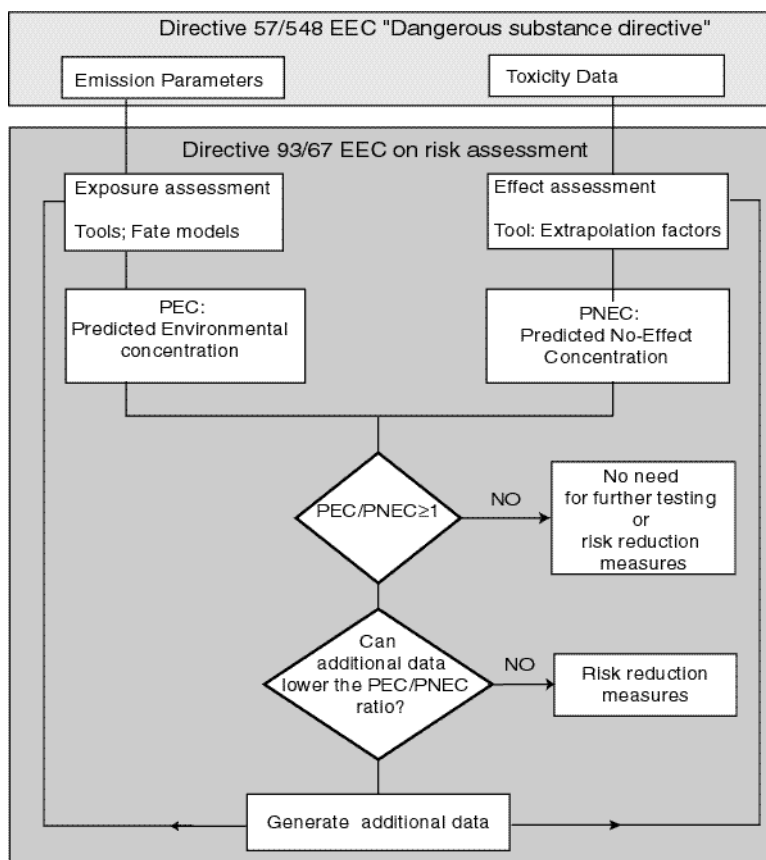 Directive 57/548 EEC "Dangerous substance directive"
Emission Parameters
Toxicity Data
Directive 93/67 EEC on risk assessment
Exposure assessment
Tools; Fate models
Effect assessment
Tool: Extrapolation factors
PEC:
Predicted Environmental
concentration
PNEC:
Predicted No-Effect
Concentration
PEC/PNEC≥1
NO
No need
for further testing
or
risk reduction
measures
Can
additional data
lower the PEC/PNEC
ratio?
NO
Risk reduction
measures
Generate additional data